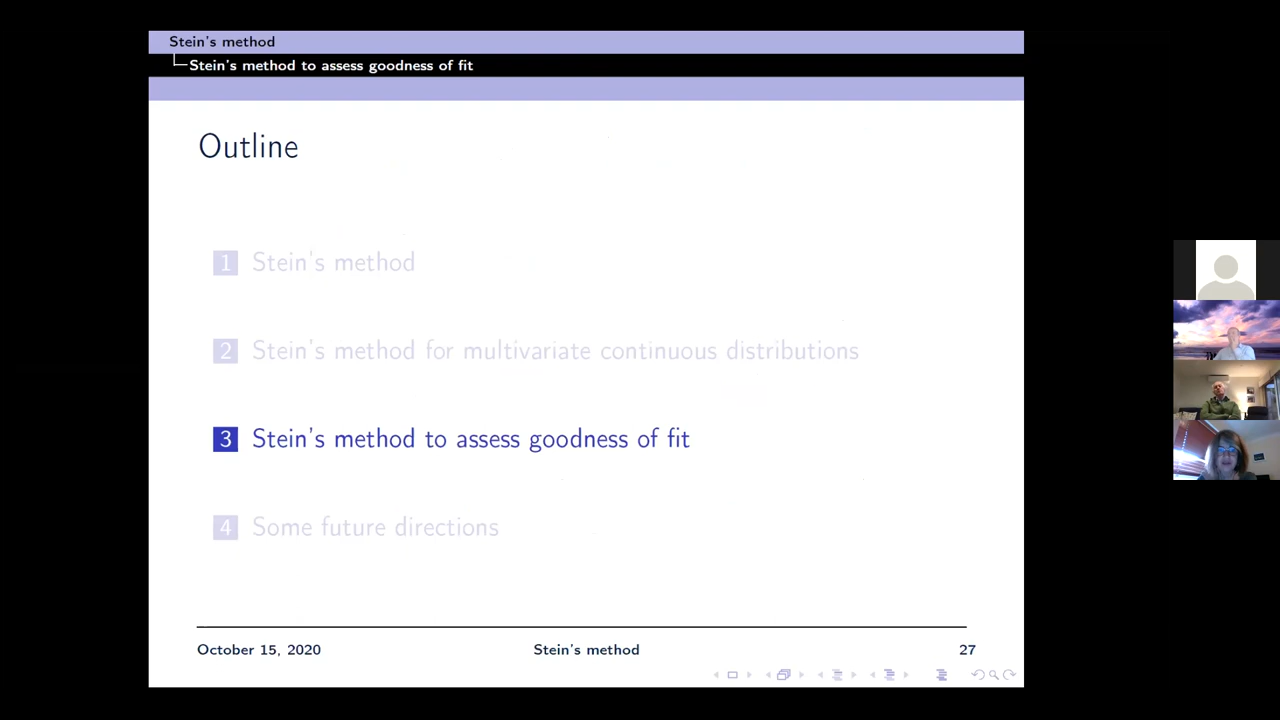 Stein's method
Stein's method to assess goodness of fit
Outline
1 Stein's method
2 Stein's method for multivariate continuous distributions
3 Stein's method to assess goodness of fit
4 Some future directions
October 15, 2020 Stein's method 27